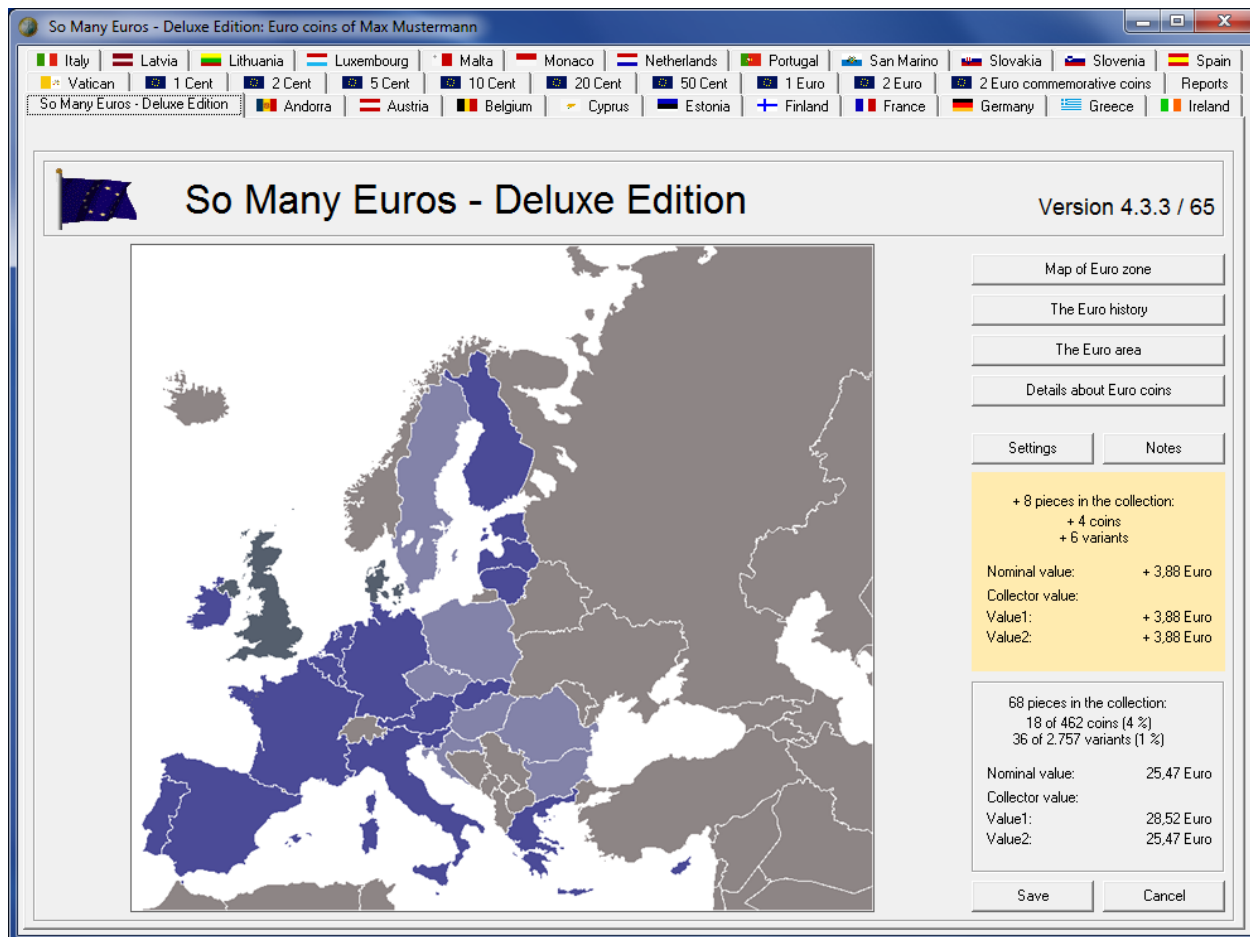 So Many Euros - Deluxe Edition: Euro coins of Max Mustermann
Italy Latvia Lithuania Luxembourg Malta Monaco Netherlands Portugal San Marino Slovakia Slovenia Spain
Vatican 1 Cent 2 Cent 5 Cent 10 Cent 20 Cent 50 Cent 1 Euro 2 Euro 2 Euro commemorative coins Reports
So Many Euros - Deluxe Edition Andorra Austria Belgium Cyprus Estonia Finland France Germany Greece Ireland
So Many Euros - Deluxe Edition
Version 4.3.3 / 65
Map of Euro zone
The Euro history
The Euro area
Details about Euro coins
Settings Notes
+ 8 pieces in the collection:
+ 4 coins
+ 6 variants
Nominal value: + 3,88 Euro
Collector value:
Value1: + 3,88 Euro
Value2: + 3,88 Euro
68 pieces in the collection:
18 of 462 coins (4 %)
36 of 2.757 variants (1 %)
Nominal value: 25,47 Euro
Collector value:
Value1: 28,52 Euro
Value2: 25,47 Euro
Save Cancel